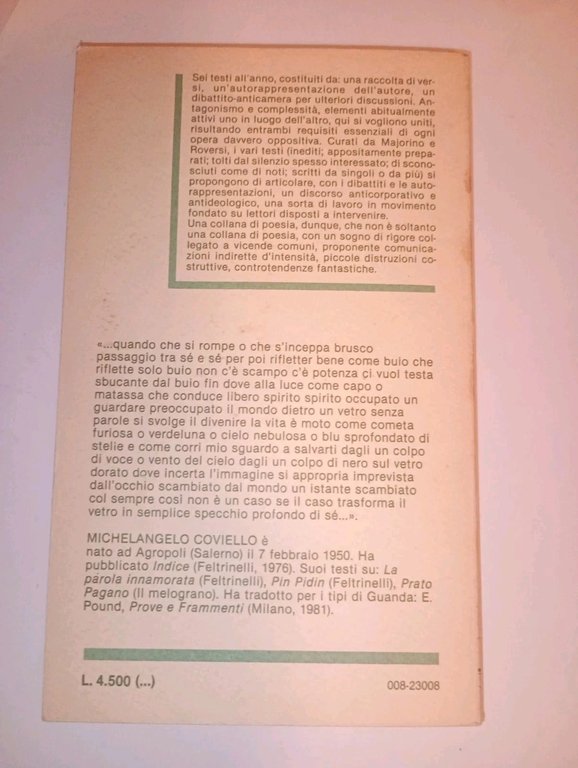 Sei testi all'anno, costituiti da: una raccolta di ver-
si, un'autorappresentazione dell'autore, un
dibattito-anticamera per ulteriori discussioni. An-
tagonismo e complessità, elementi abitualmente
attivi uno in luogo dell'altro, qui si vogliono uniti,
risultando entrambi requisiti essenziali di ogni
opera davvero oppositiva. Curati da Majorino e
Roversi, i vari testi (inediti; appositamente prepa-
rati; tolti dal silenzio spesso interessato; di scono-
sciuti come di noti; scritti da singoli o da più) si
propongono di articolare, con i dibattiti e le auto-
rappresentazioni, un discorso anticorporativo e
antideologico, una sorta di lavoro in movimento
fondato su lettori disposti a intervenire.
Una collana di poesia, dunque, che non è soltanto
una collana di poesia, con un sogno di rigore col-
legato a vicende comuni, proponente comunica-
zioni indirette d'intensità, piccole distruzioni co-
struttive, controtendenze fantastiche.
«...quando che si rompe o che s'inceppa brusco
passaggio tra sé e sé per poi rifletter bene come buio che
riflette solo buio non c'è scampo c'è potenza çi vuol testa
sbucante dal buio fin dove alla luce come capo o
matassa che conduce libero spirito spirito occupato un
guardare preoccupato il mondo dietro un vetro senza
parole si svolge il divenire la vita è moto come cometa
furiosa o verdeluna o cielo nebulosa o blu sprofondato di
stelle e come corri mio sguardo a salvarti dagli un colpo
di voce o vento del cielo dagli un colpo di nero sul vetro
dorato dove incerta l'immagine si appropria imprevista
dall'occhio scambiato dal mondo un istante scambiato
col sempre così non è un caso se il caso trasforma il
vetro in semplice specchio profondo di sé...».
MICHELANGELO COVIELLO è
nato ad Agropoli (Salerno) il 7 febbraio 1950. Ha
pubblicato Indice (Feltrinelli, 1976). Suoi testi su: La
parola innamorata (Feltrinelli), Pin Pidin (Feltrinelli), Prato
Pagano (Il melograno). Ha tradotto per i tipi di Guanda: E.
Pound, Prove e Frammenti (Milano, 1981).
L. 4.500 (...)
008-23008